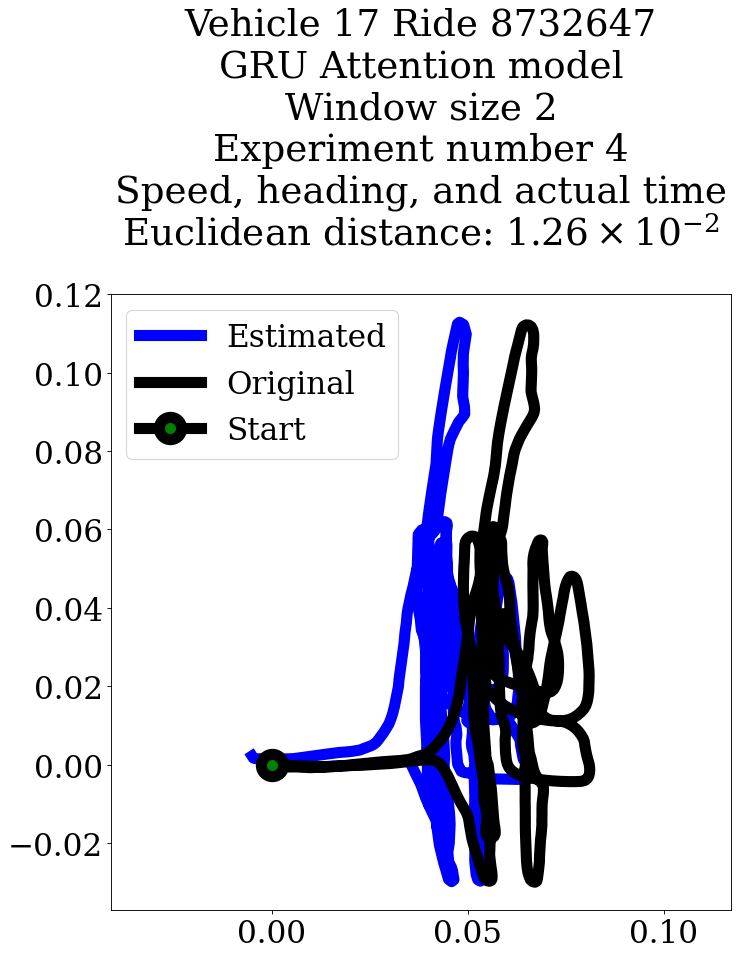 Vehicle 17 Ride 8732647
GRU Attention model
Window size 2
Experiment number 4
Speed, heading, and actual time
Euclidean distance: 1.26 × 10⁻²
0.12
0.10
0.08
0.06
0.04
0.02
0.00
−0.02
Estimated
Original
Start
0.00 0.05 0.10